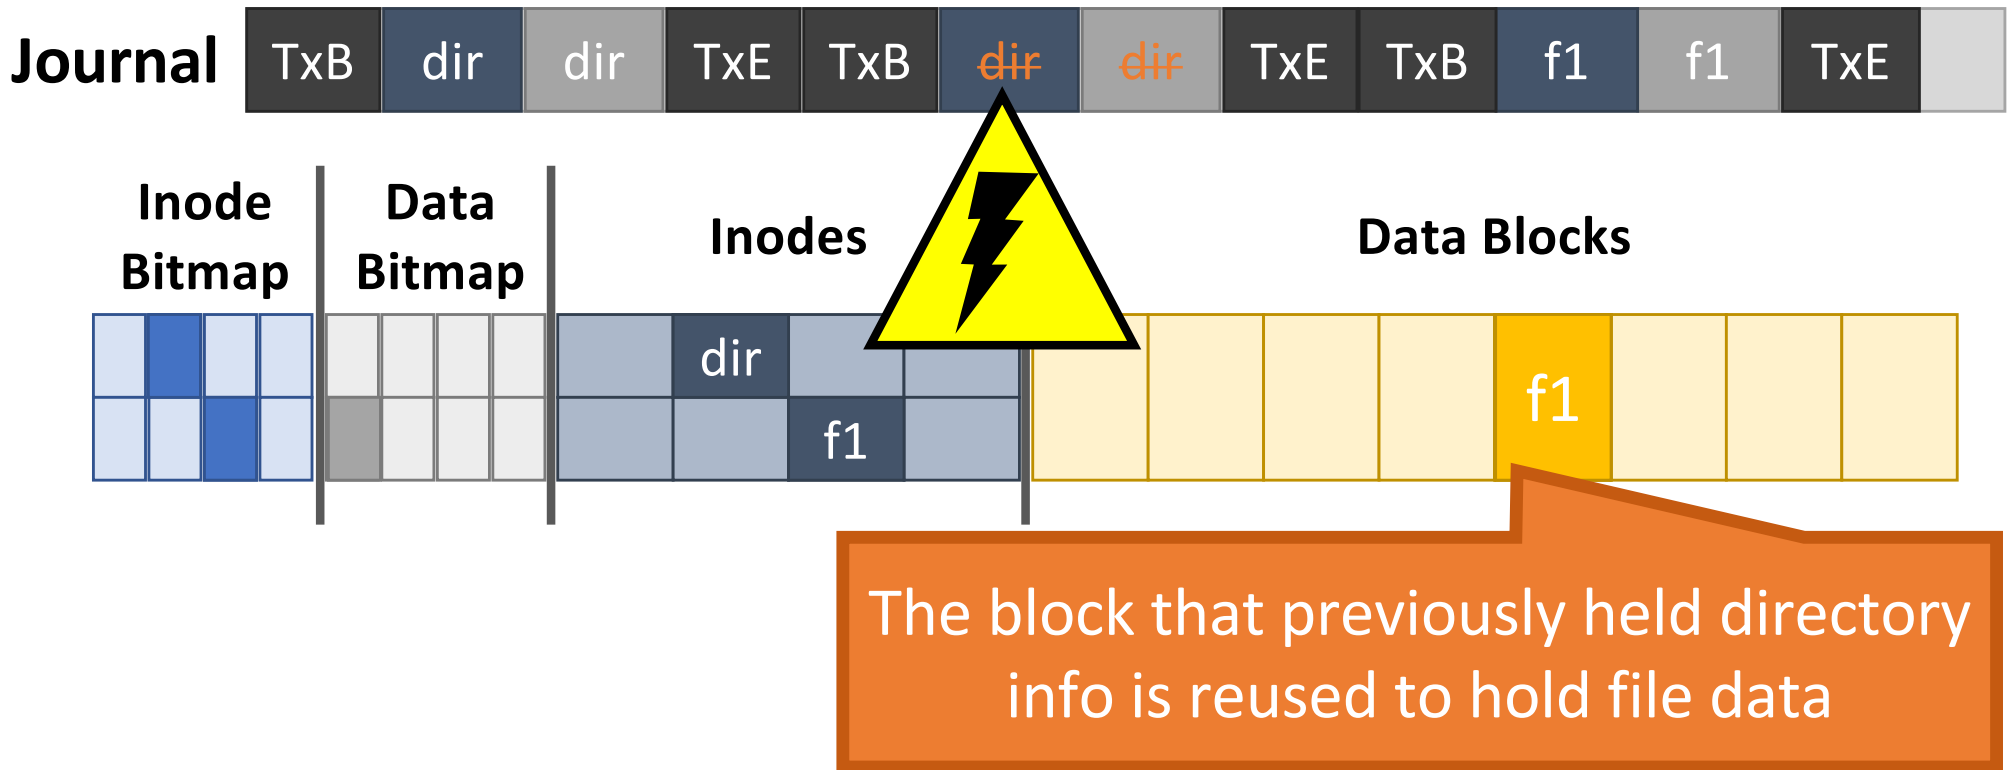 Journal TxB dir dir TxE TxB dir dir TxE TxB f1 f1 TxE
Inode Bitmap
Data Bitmap
Inodes
Data Blocks
dir
f1
f1
The block that previously held directory
info is reused to hold file data